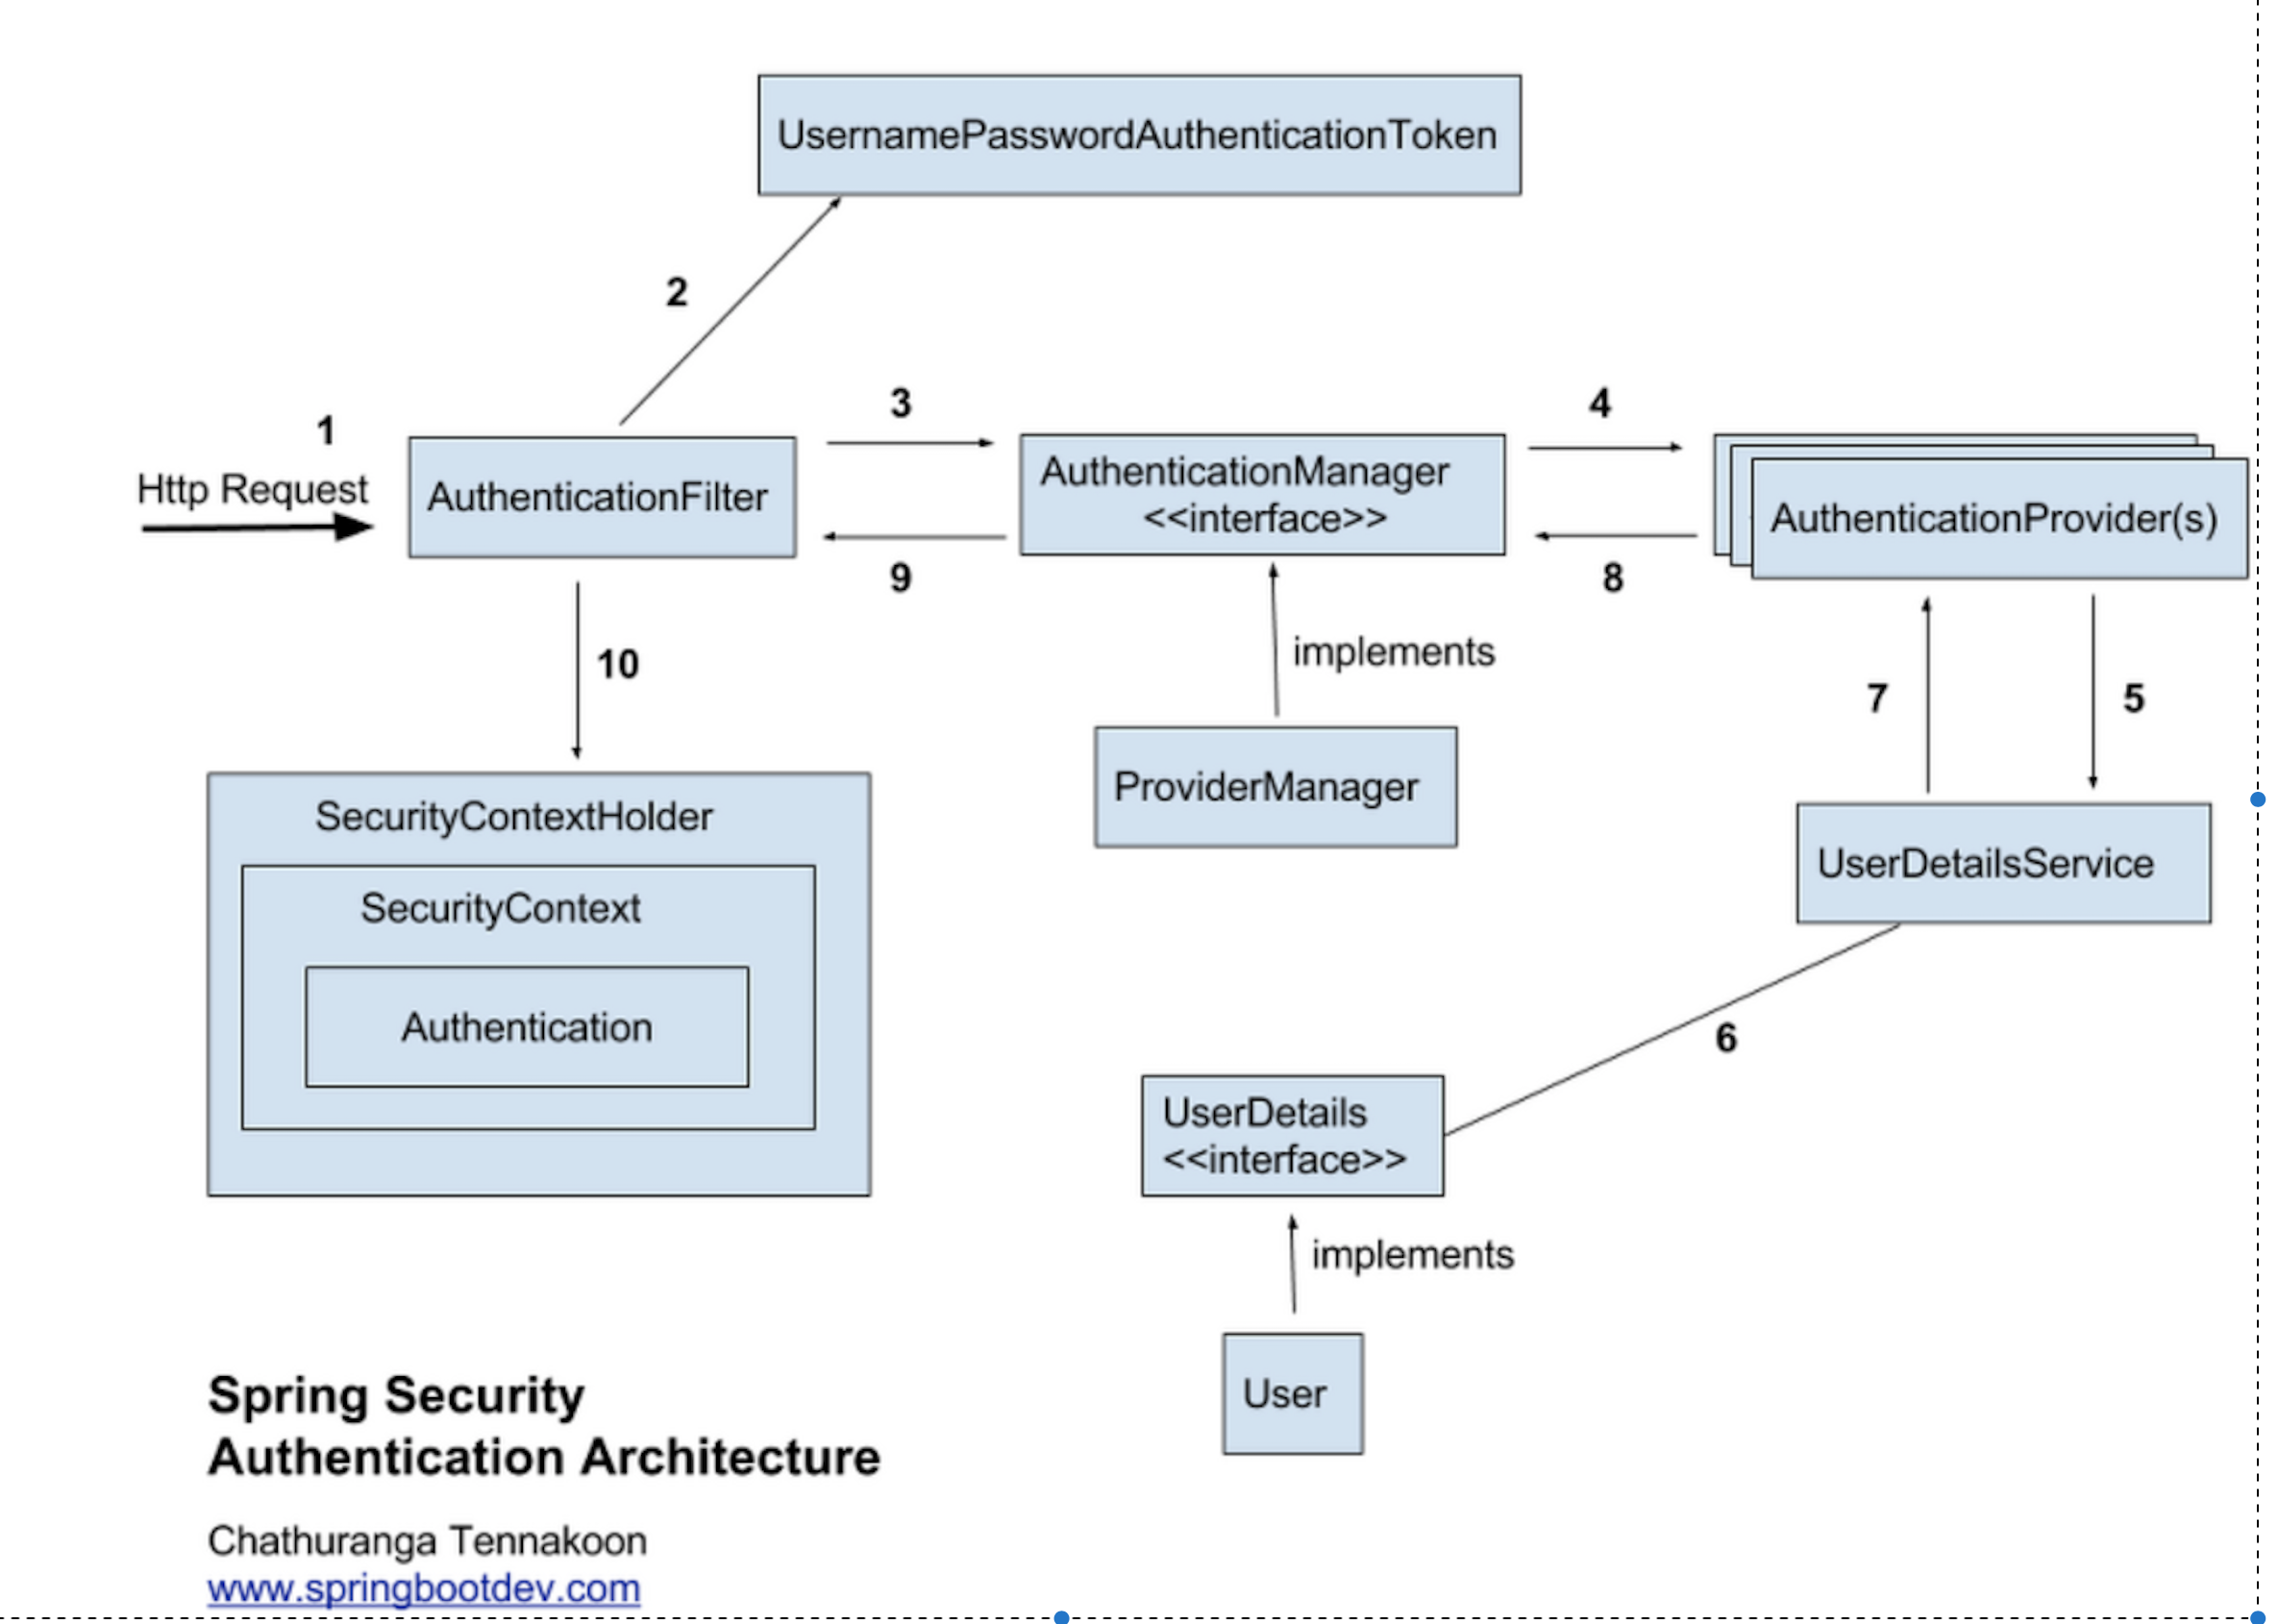 UsernamePasswordAuthenticationToken
2
1
Http Request
AuthenticationFilter
3
9
AuthenticationManager
<<interface>>
4
8
AuthenticationProvider(s)
10
implements
ProviderManager
7
5
UserDetailsService
SecurityContextHolder
SecurityContext
Authentication
6
UserDetails
<<interface>>
implements
User
Spring Security
Authentication Architecture
Chathuranga Tennakoon
www.springbootdev.com